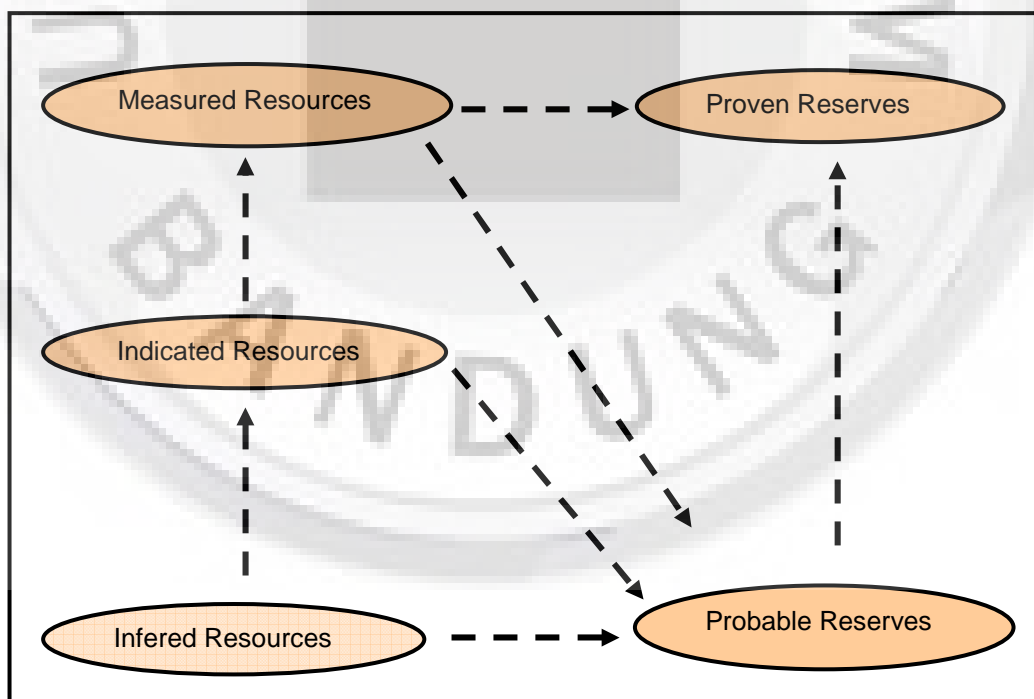 Measured Resources
Proven Reserves
Indicated Resources
Infered Resources
Probable Reserves
BANDUNG